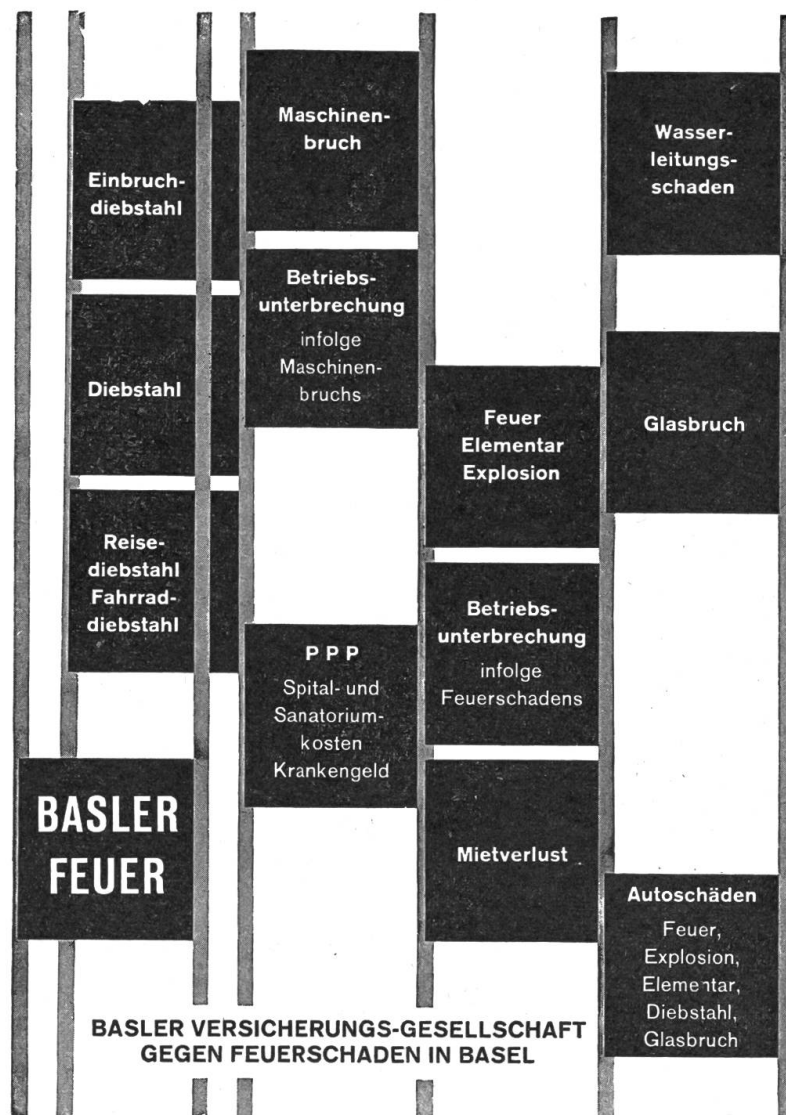 Einbruch-
diebstahl
Diebstahl
Reise-
diebstahl
Fahrrad-
diebstahl
BASLER
FEUER
Maschinen-
bruch
Betriebs-
unterbrechung
infolge
Maschinen-
bruchs
P P P
Spital- und
Sanatorium-
kosten
Krankengeld
Feuer
Elementar
Explosion
Betriebs-
unterbrechung
infolge
Feuerschadens
Mietverlust
Wasser-
leitungs-
schaden
Glasbruch
Autoschäden
Feuer,
Explosion,
Elementar,
Diebstahl,
Glasbruch
BASLER VERSICHERUNGS-GESELLSCHAFT
GEGEN FEUERSCHADEN IN BASEL